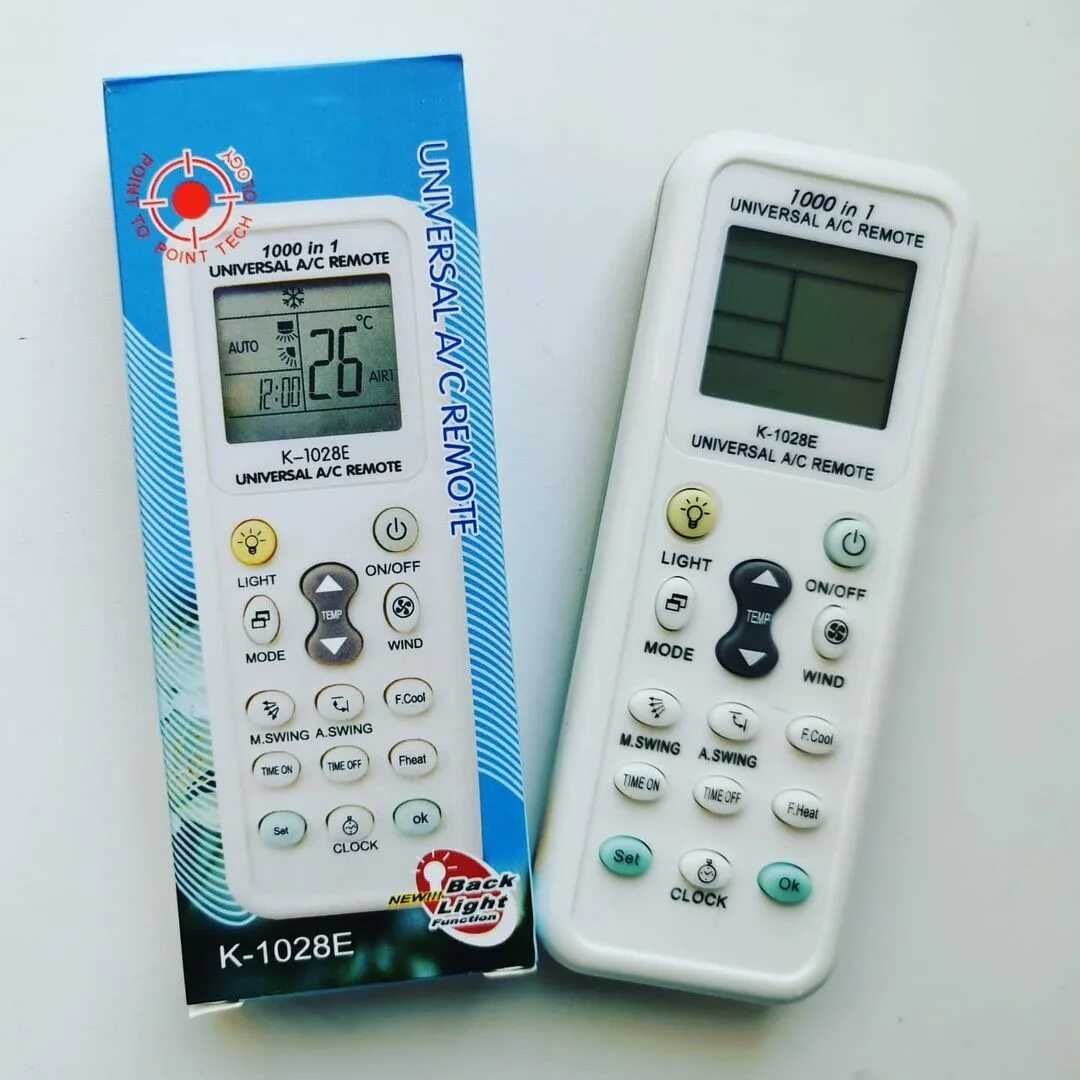 POINT TO POINT TECH OLOGY
UNIVERSAL A/C REMOTE
1000 in 1
UNIVERSAL A/C REMOTE
AUTO
12:00
26
°C
AIR1
K-1028E
UNIVERSAL A/C REMOTE
LIGHT
ON/OFF
TEMP
MODE
WIND
M.SWING
A.SWING
F.Cool
TIME ON
TIME OFF
Fheat
Set
CLOCK
ok
NEW!!!
Back
Light
Function
K-1028E
1000 in 1
UNIVERSAL A/C REMOTE
K-1028E
UNIVERSAL A/C REMOTE
LIGHT
ON/OFF
TEMP
MODE
WIND
M.SWING
A.SWING
F.Cool
TIME ON
TIME OFF
F.Heat
Set
CLOCK
Ok